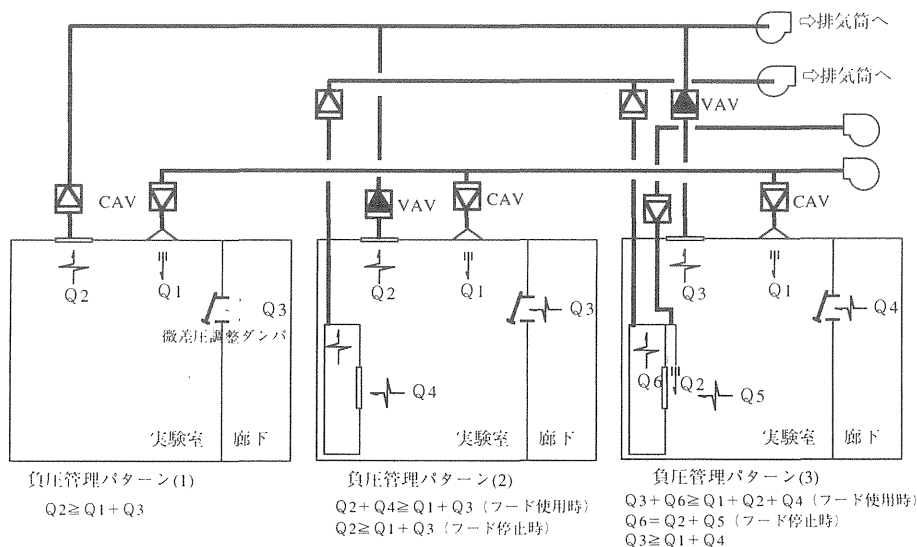 ⇨排気筒へ
⇨排気筒へ
VAV
CAV
VAV
CAV
CAV
Q2
Q1
Q3
微差圧調整ダンパ
実験室
廊下
Q2
Q1
Q3
Q4
実験室
廊下
Q3
Q1
Q4
Q6
Q2
Q5
実験室
廊下
負圧管理パターン(1)
Q2≧Q1+Q3
負圧管理パターン(2)
Q2+Q4≧Q1+Q3（フード使用時）
Q2≧Q1+Q3（フード停止時）
負圧管理パターン(3)
Q3+Q6≧Q1+Q2+Q4（フード使用時）
Q6=Q2+Q5（フード停止時）
Q3≧Q1+Q4